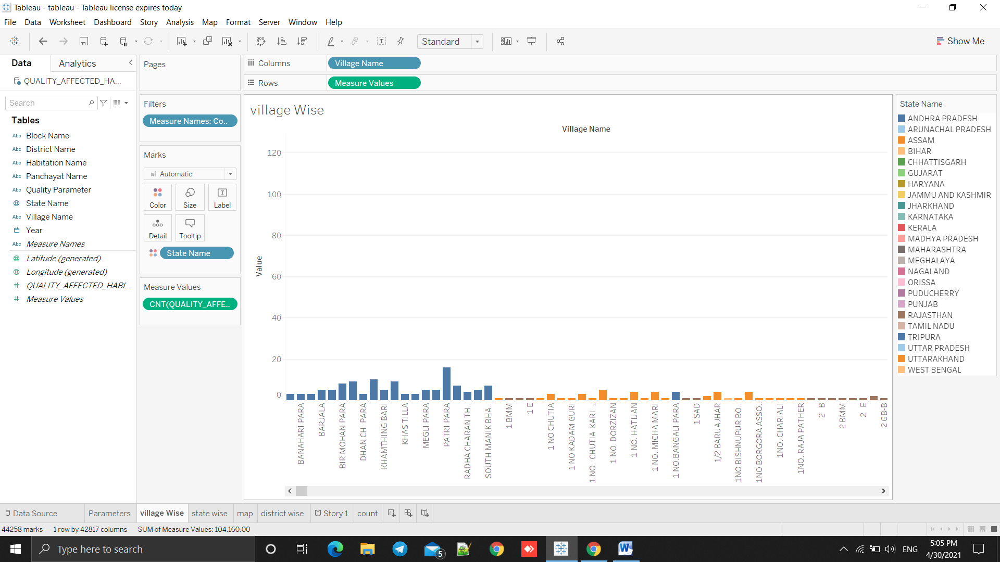 Tableau - tableau - Tableau license expires today
File Data Worksheet Dashboard Story Analysis Map Format Server Window Help
Standard
Show Me
Data
Analytics
QUALITY_AFFECTED_HA...
Search
Tables
Abc Block Name
Abc District Name
Abc Habitation Name
Abc Panchayat Name
Abc Quality Parameter
State Name
Abc Village Name
Year
Abc Measure Names
Latitude (generated)
Longitude (generated)
# QUALITY_AFFECTED_HABI...
# Measure Values
Pages
Filters
Measure Names: Co..
Marks
Automatic
Color
Size
Label
Detail
Tooltip
State Name
Measure Values
CNT(QUALITY_AFFE..
Columns
Village Name
Rows
Measure Values
village Wise
Village Name
Value
120
100
80
60
40
20
0
BANAHARI PARA
BARJALA
BIR MOHAN PARA
DHAN CH. PARA
KHAMTHING BARI
KHAS TILLA
MEGLI PARA
PATRI PARA
RADHA CHARAN TH..
SOUTH MANIK BHA..
1 BMM
1 E
1 NO CHUTIA
1 NO KADAM GURI
1 NO. CHUTIA KARI ..
1 NO. DORZIZAN
1 NO. HATIJAN
1 NO. MICHA MARI
1 NO.BANGALI PARA
1 SAD
1/2 BARUAJHAR
1NO BISHNUPUR BO..
1NO BORGORA ASSO..
1NO. CHARIALI
1NO. RAJA PATHER
2 B
2 BMM
2 E
2 GB-B
State Name
ANDHRA PRADESH
ARUNACHAL PRADESH
ASSAM
BIHAR
CHHATTISGARH
GUJARAT
HARYANA
JAMMU AND KASHMIR
JHARKHAND
KARNATAKA
KERALA
MADHYA PRADESH
MAHARASHTRA
MEGHALAYA
NAGALAND
ORISSA
PUDUCHERRY
PUNJAB
RAJASTHAN
TAMIL NADU
TRIPURA
UTTAR PRADESH
UTTARAKHAND
WEST BENGAL
Data Source
Parameters
village Wise
state wise
map
district wise
Story 1
count
44258 marks
1 row by 42817 columns
SUM of Measure Values: 104,160.00
Type here to search
5
ENG
5:05 PM
4/30/2021